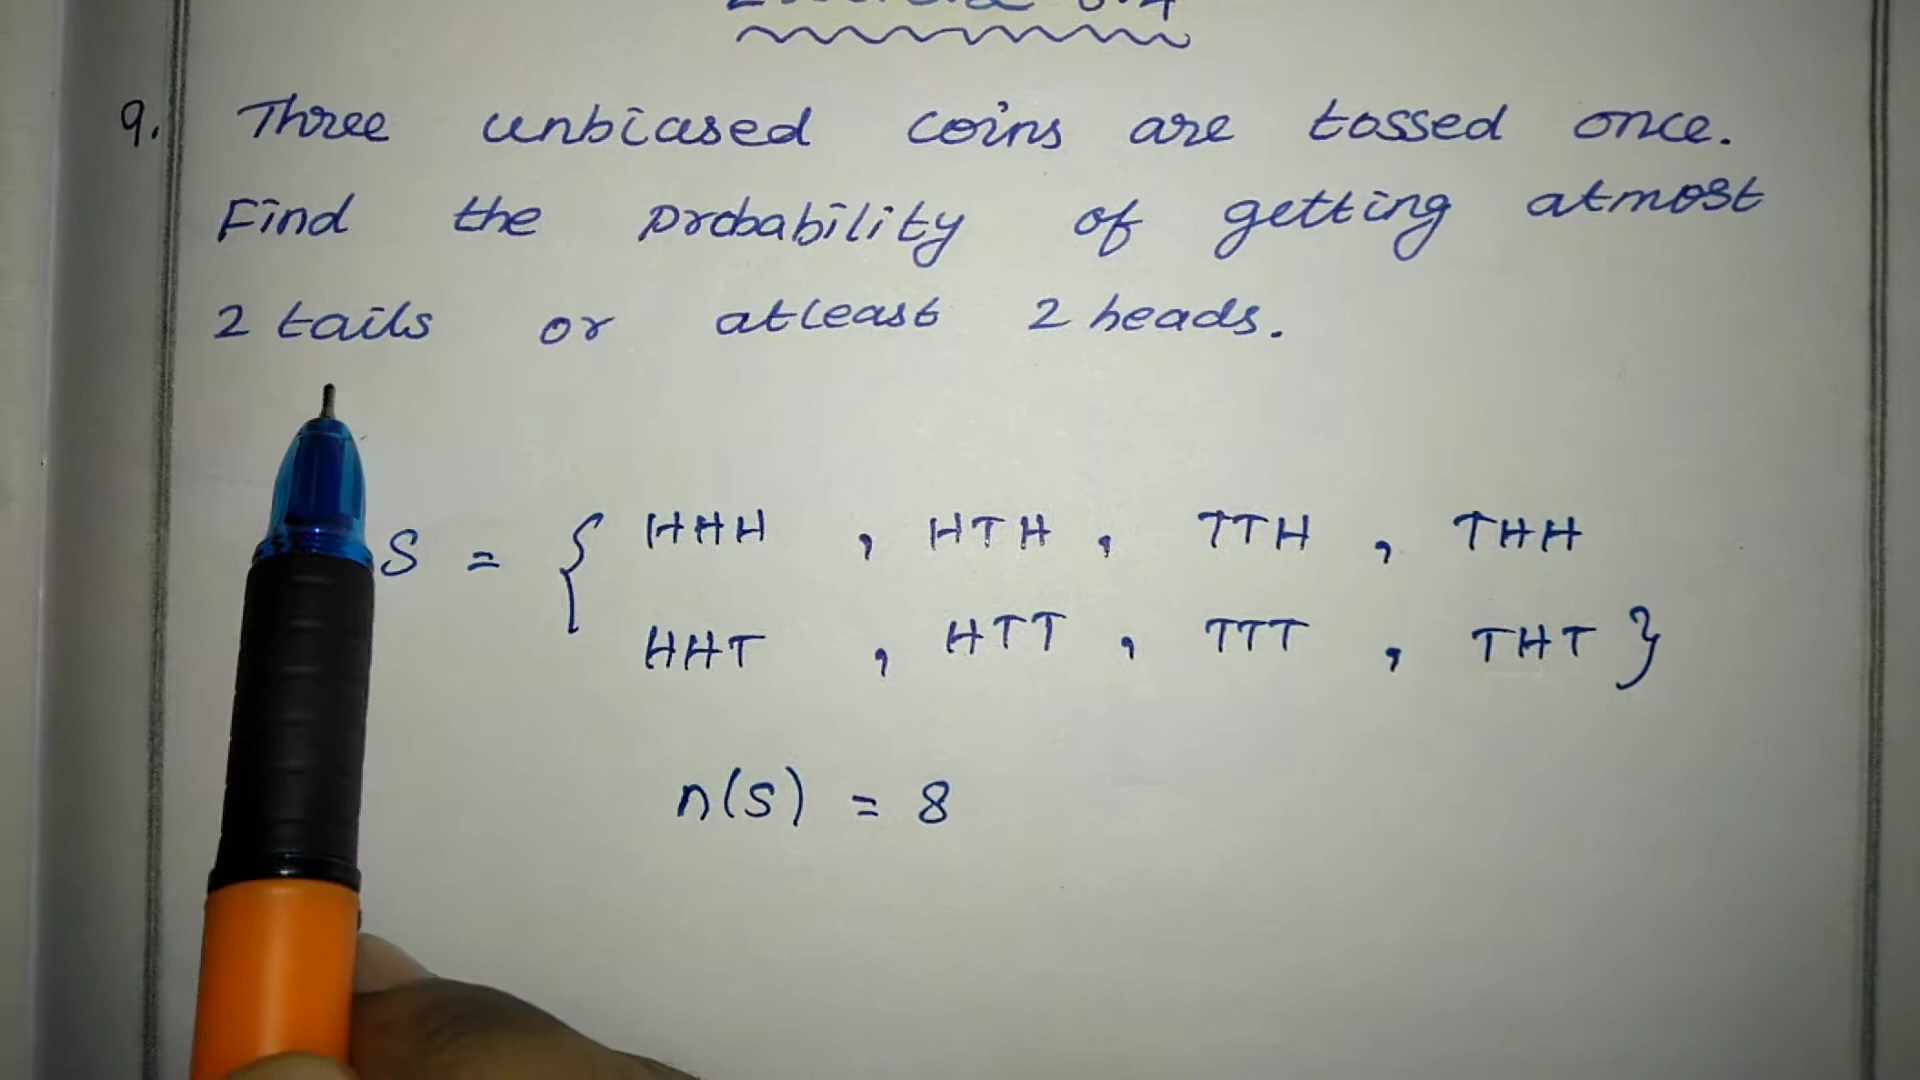 9. Three unbiased coins are tossed once.
Find the probability of getting atmost
2 tails or atleast 2 heads.
S = { HHH , HTH , TTH , THH
HHT , HTT , TTT , THT }
n(S) = 8